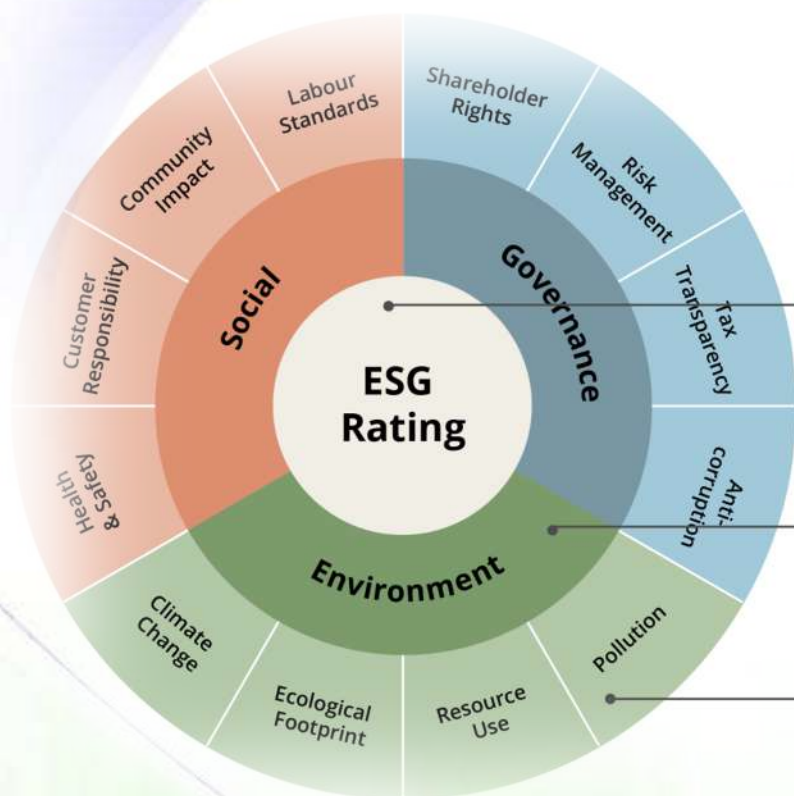 ESG
Rating
Social
Governance
Environment
Labour
Standards
Shareholder
Rights
Risk
Management
Tax
Transparency
Anti-
corruption
Pollution
Resource
Use
Ecological
Footprint
Climate
Change
Health
& Safety
Customer
Responsibility
Community
Impact